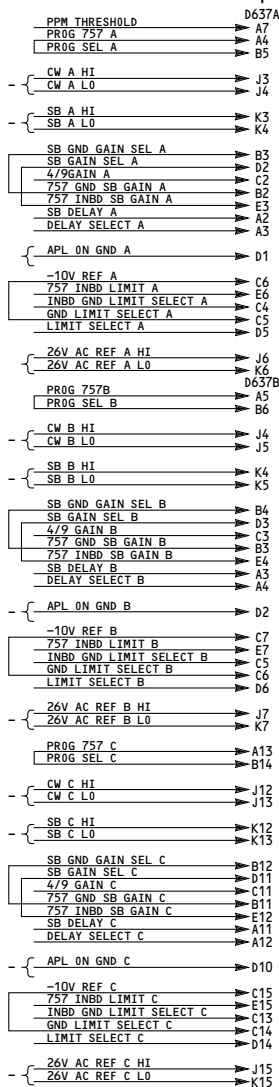 D637A
PPM THRESHOLD A7
PROG 757 A A4
PROG SEL A B5
CW A HI J3
CW A LO J4
SB A HI K3
SB A LO K4
SB GND GAIN SEL A B3
SB GAIN SEL A D2
4/9GAIN A C2
757 GND SB GAIN A B2
757 INBD SB GAIN A E3
SB DELAY A A2
DELAY SELECT A A3
APL ON GND A D1
-10V REF A C6
757 INBD LIMIT A E6
INBD GND LIMIT SELECT A C4
GND LIMIT SELECT A C5
LIMIT SELECT A D5
26V AC REF A HI J6
26V AC REF A LO K6
D637B
PROG 757B A5
PROG SEL B B6
CW B HI J4
CW B LO J5
SB B HI K4
SB B LO K5
SB GND GAIN SEL B B4
SB GAIN SEL B D3
4/9 GAIN B C3
757 GND SB GAIN B B3
757 INBD SB GAIN B E4
SB DELAY B A3
DELAY SELECT B A4
APL ON GND B D2
-10V REF B C7
757 INBD LIMIT B E7
INBD GND LIMIT SELECT B C5
GND LIMIT SELECT B C6
LIMIT SELECT B D6
26V AC REF B HI J7
26V AC REF B LO K7
PROG 757 C A13
PROG SEL C B14
CW C HI J12
CW C LO J13
SB C HI K12
SB C LO K13
SB GND GAIN SEL C B12
SB GAIN SEL C D11
4/9 GAIN C C11
757 GND SB GAIN C B11
757 INBD SB GAIN C E12
SB DELAY C A11
DELAY SELECT C A12
APL ON GND C D10
-10V REF C C15
757 INBD LIMIT C E15
INBD GND LIMIT SELECT C C13
GND LIMIT SELECT C C14
LIMIT SELECT C D14
26V AC REF C HI J15
26V AC REF C LO K15